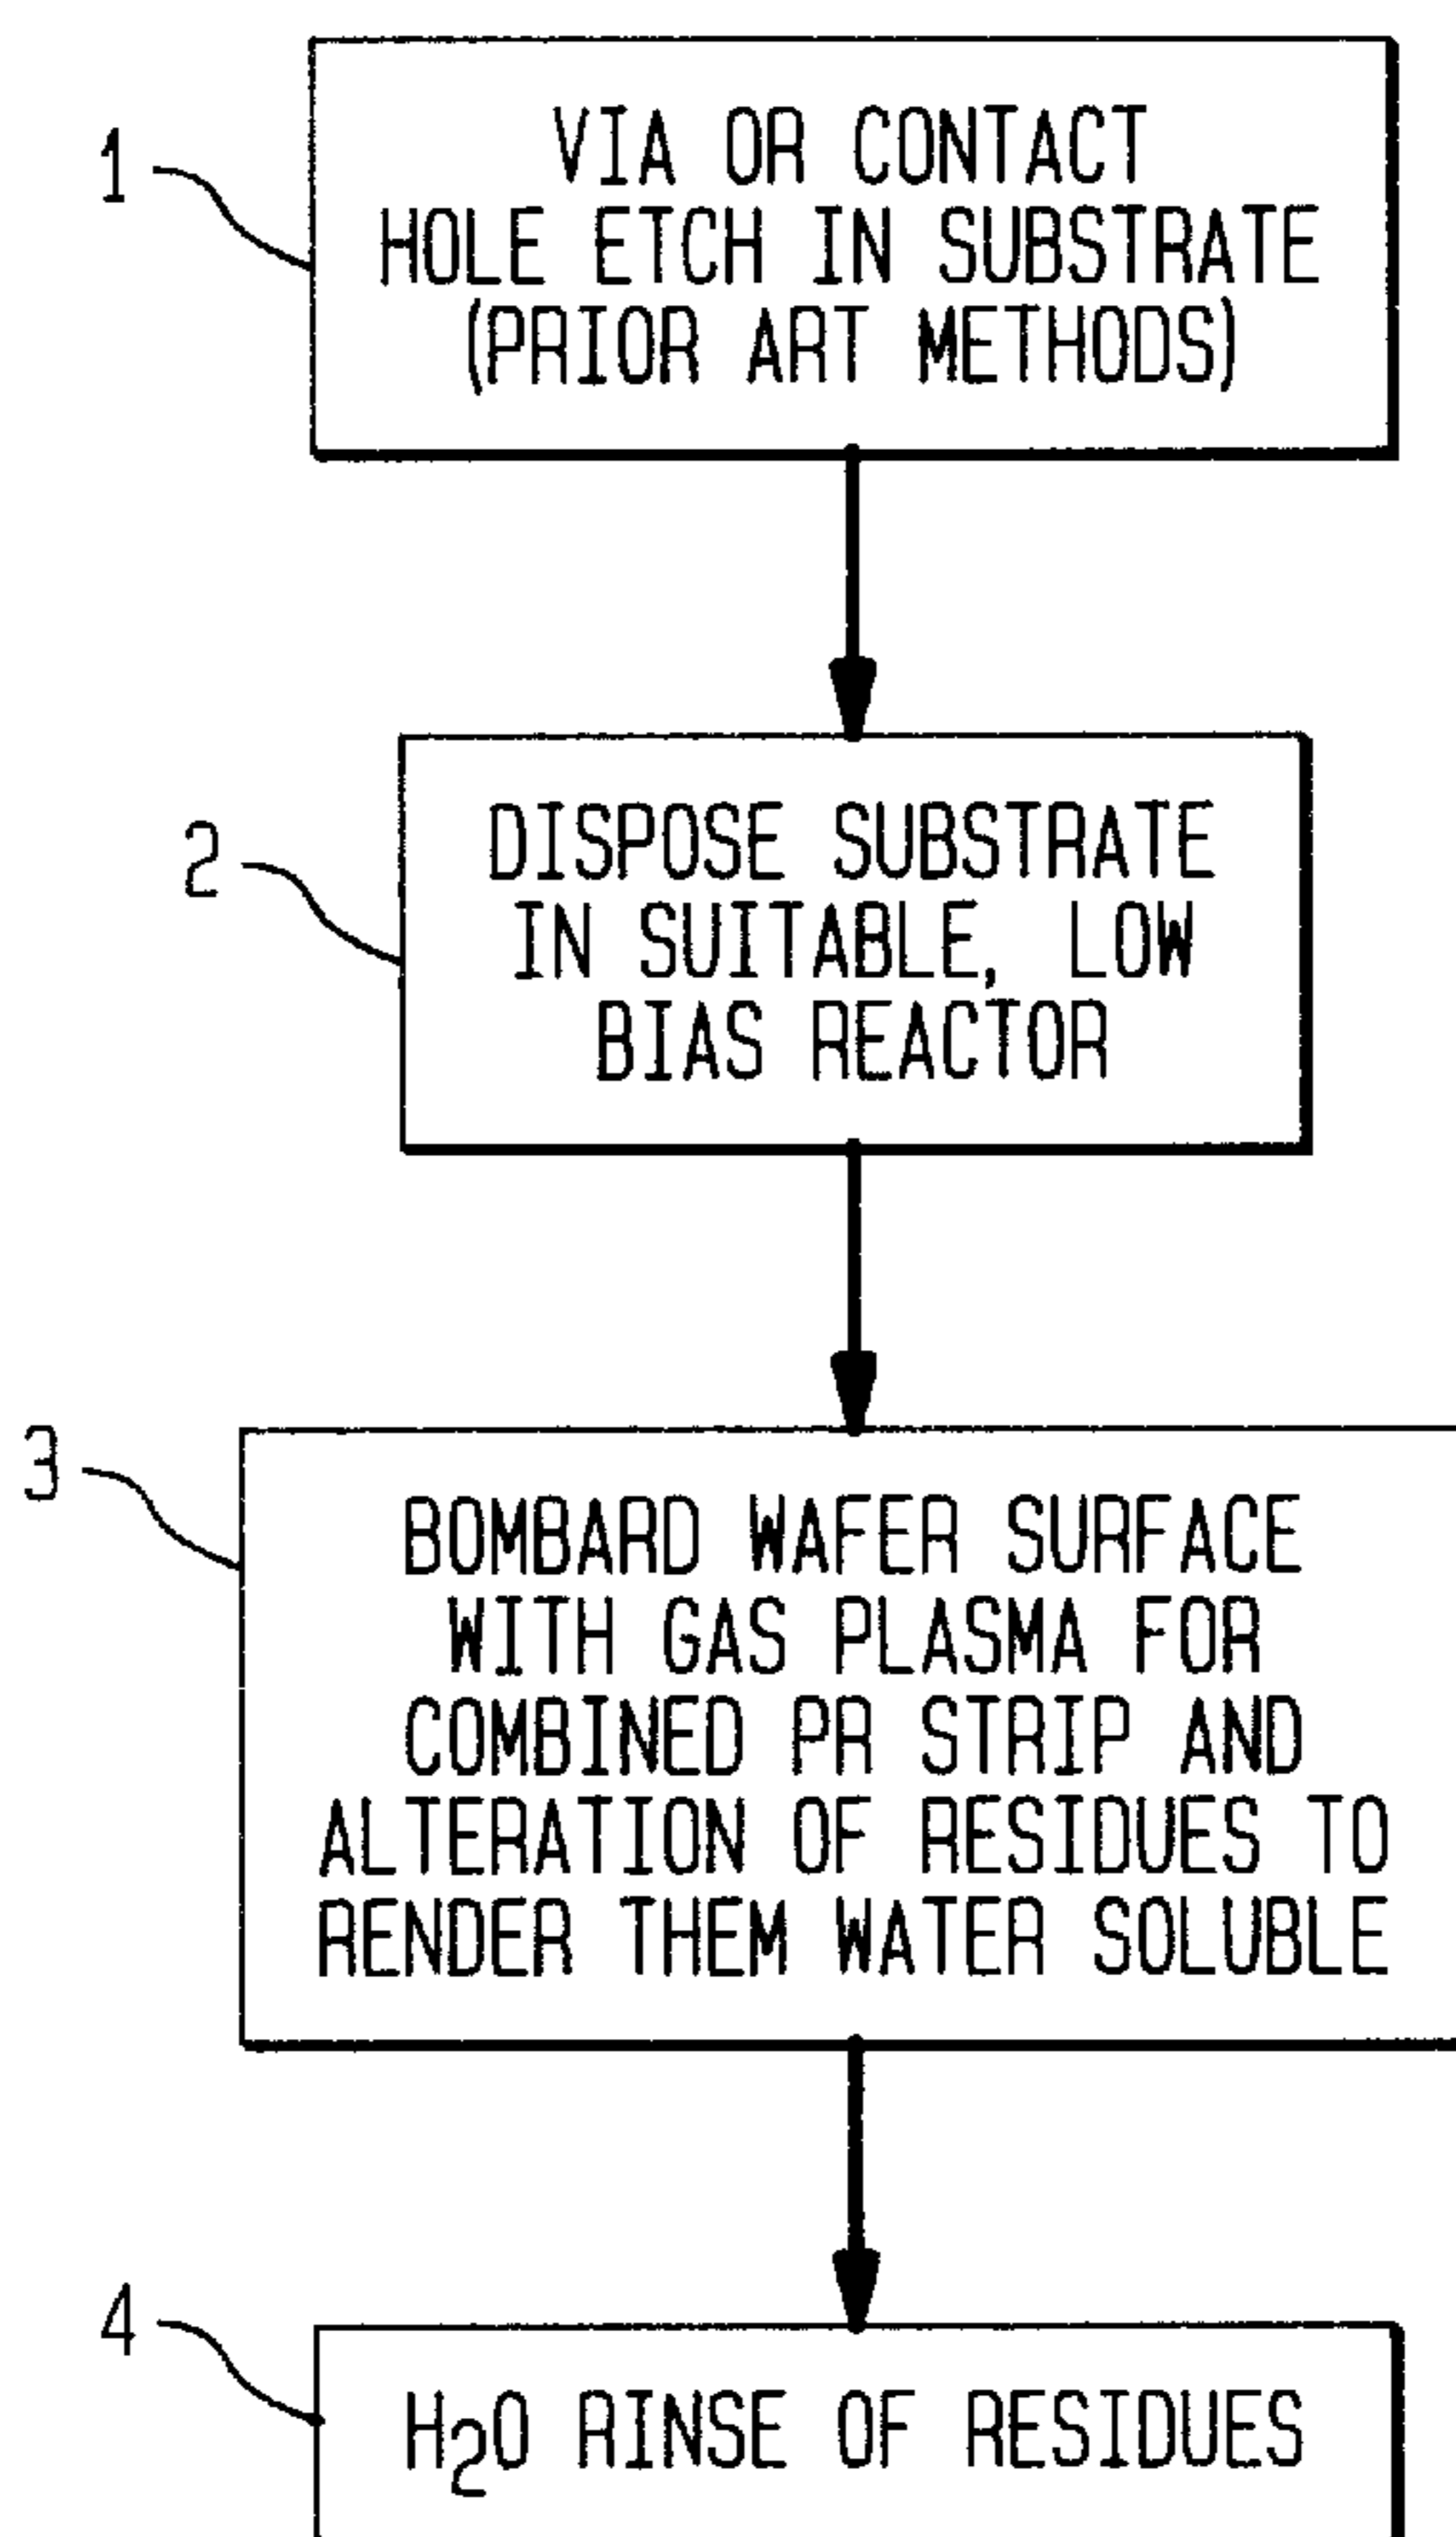 1
VIA OR CONTACT
HOLE ETCH IN SUBSTRATE
(PRIOR ART METHODS)
2
DISPOSE SUBSTRATE
IN SUITABLE, LOW
BIAS REACTOR
3
BOMBARD WAFER SURFACE
WITH GAS PLASMA FOR
COMBINED PR STRIP AND
ALTERATION OF RESIDUES TO
RENDER THEM WATER SOLUBLE
4
H₂O RINSE OF RESIDUES